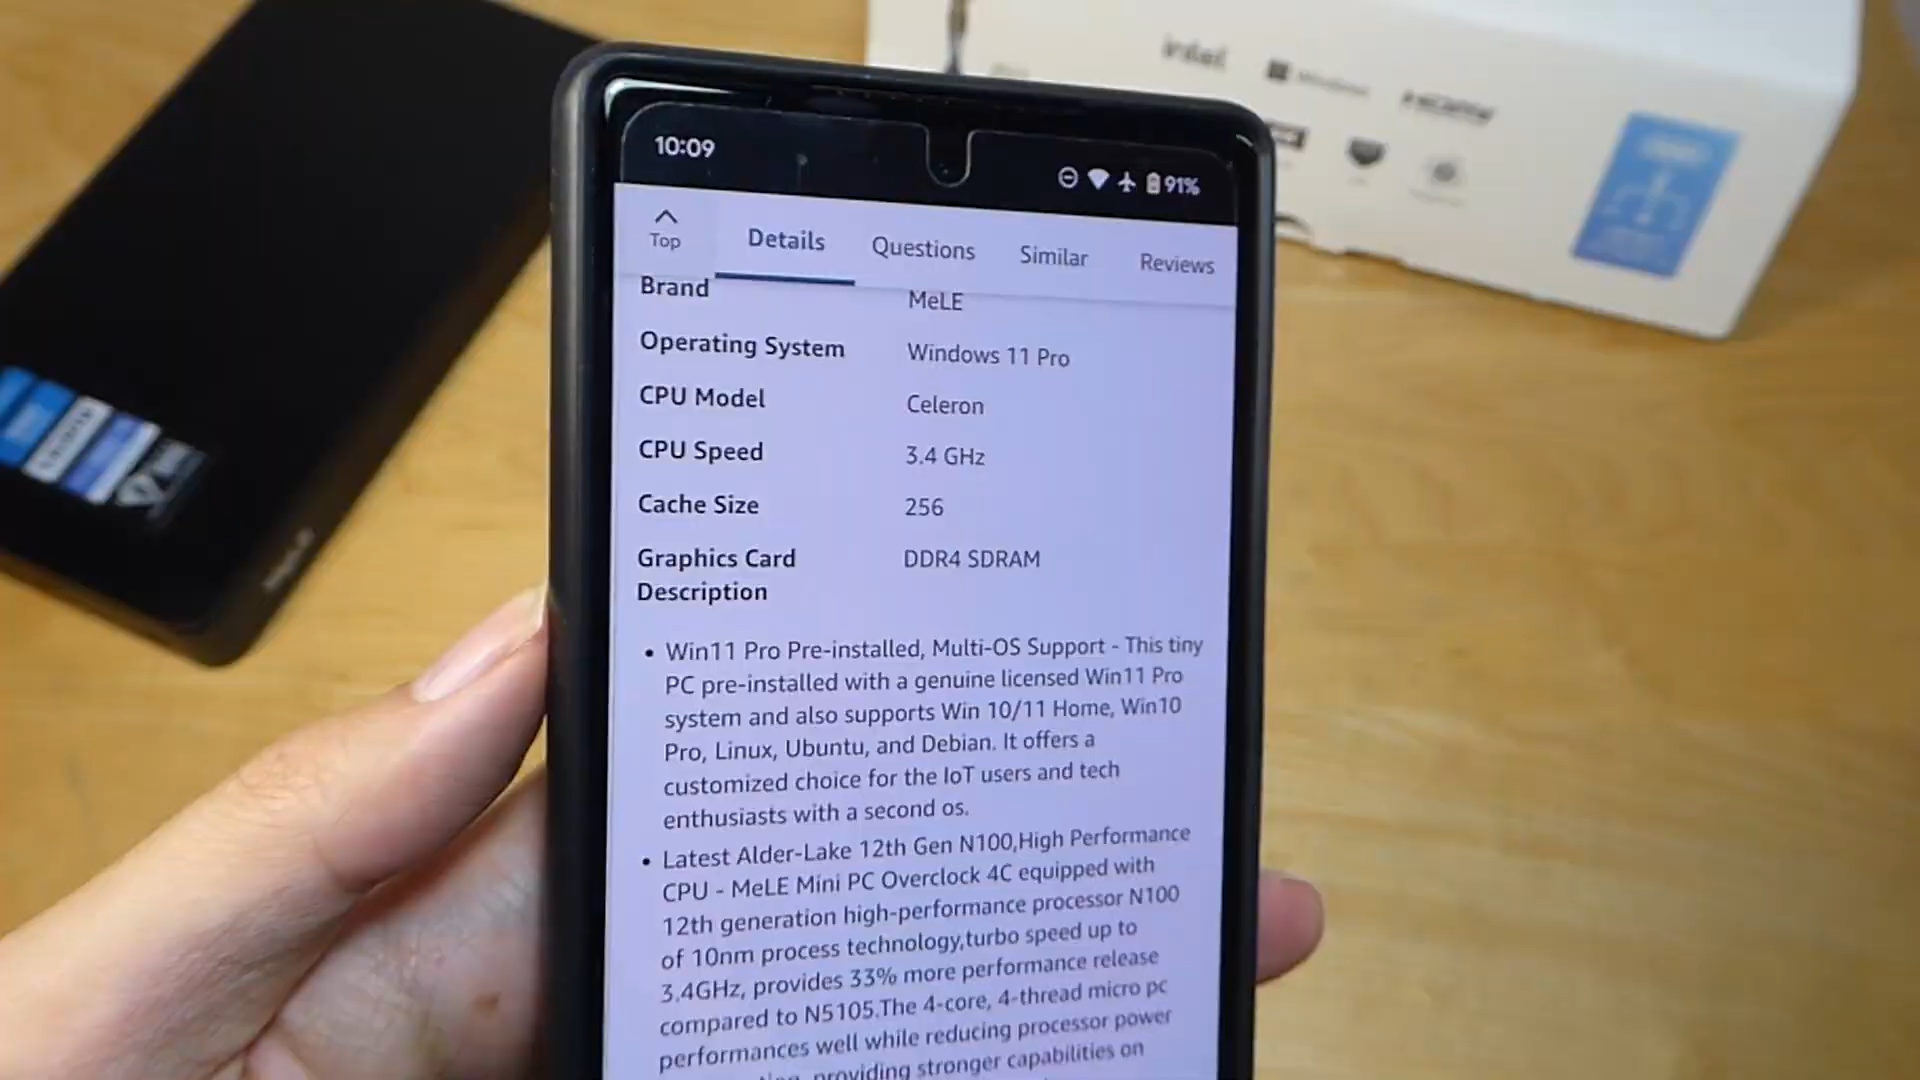 intel
10:09
91%
Top
Details
Questions
Similar
Reviews
Brand
MeLE
Operating System
Windows 11 Pro
CPU Model
Celeron
CPU Speed
3.4 GHz
Cache Size
256
Graphics Card
Description
DDR4 SDRAM
• Win11 Pro Pre-installed, Multi-OS Support - This tiny
PC pre-installed with a genuine licensed Win11 Pro
system and also supports Win 10/11 Home, Win10
Pro, Linux, Ubuntu, and Debian. It offers a
customized choice for the IoT users and tech
enthusiasts with a second os.
• Latest Alder-Lake 12th Gen N100,High Performance
CPU - MeLE Mini PC Overclock 4C equipped with
12th generation high-performance processor N100
of 10nm process technology,turbo speed up to
3.4GHz, provides 33% more performance release
compared to N5105.The 4-core, 4-thread micro pc
performances well while reducing processor power
providing stronger capabilities on